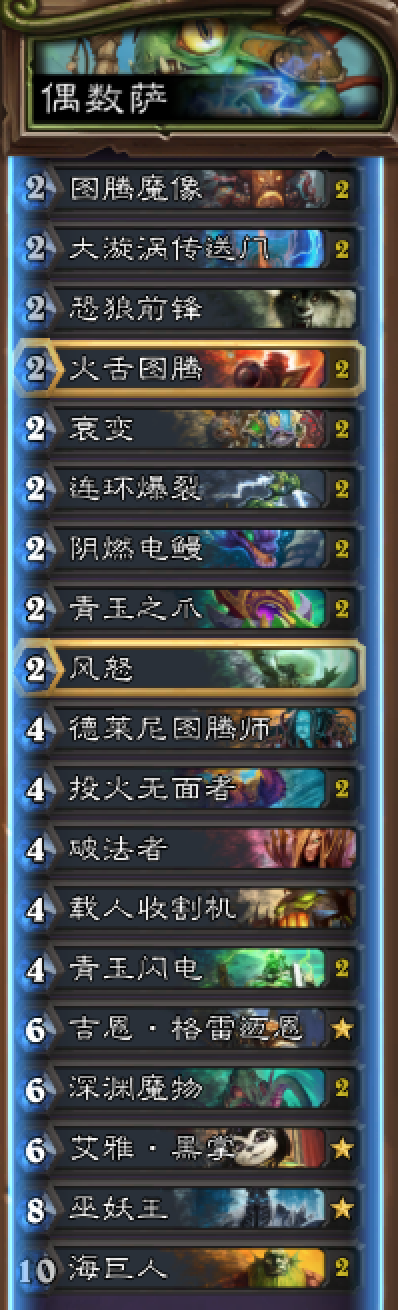 偶数萨
2 图腾魔像 2
2 大漩涡传送门 2
2 恐狼前锋
2 火舌图腾 2
2 衰变 2
2 连环爆裂 2
2 阴燃电鳗 2
2 青玉之爪 2
2 风怒
4 德莱尼图腾师
4 投火无面者 2
4 破法者
4 载人收割机
4 青玉闪电 2
6 吉恩·格雷迈恩
6 深渊魔物 2
6 艾雅·黑掌
8 巫妖王
10 海巨人 2